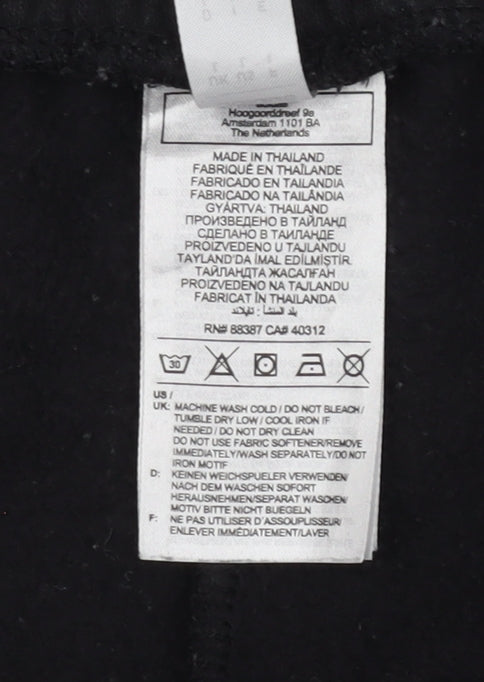 Hoogoorddreef 9a
Amsterdam 1101 BA
The Netherlands
MADE IN THAILAND
FABRIQUÉ EN THAÏLANDE
FABRICADO EN TAILANDIA
FABRICADO NA TAILÂNDIA
GYÁRTVA: THAILAND
ПРОИЗВЕДЕНО В ТАЙЛАНД
СДЕЛАНО В ТАИЛАНДЕ
PROIZVEDENO U TAJLANDU
TAYLAND'DA İMAL EDİLMİŞTİR.
ТАЙЛАНДТА ЖАСАЛҒАН
PROIZVEDENO NA TAJLANDU
FABRICAT ÎN THAILANDA
بلد المنشأ : تايلاند
RN# 88387 CA# 40312
30
US /
UK: MACHINE WASH COLD / DO NOT BLEACH /
TUMBLE DRY LOW / COOL IRON IF
NEEDED / DO NOT DRY CLEAN
DO NOT USE FABRIC SOFTENER/REMOVE
IMMEDIATELY/WASH SEPARATELY/DO NOT
IRON MOTIF
D: KEINEN WEICHSPUELER VERWENDEN/
NACH DEM WASCHEN SOFORT
HERAUSNEHMEN/SEPARAT WASCHEN/
MOTIV BITTE NICHT BUEGELN
F: NE PAS UTILISER D'ASSOUPLISSEUR/
ENLEVER IMMÉDIATEMENT/LAVER